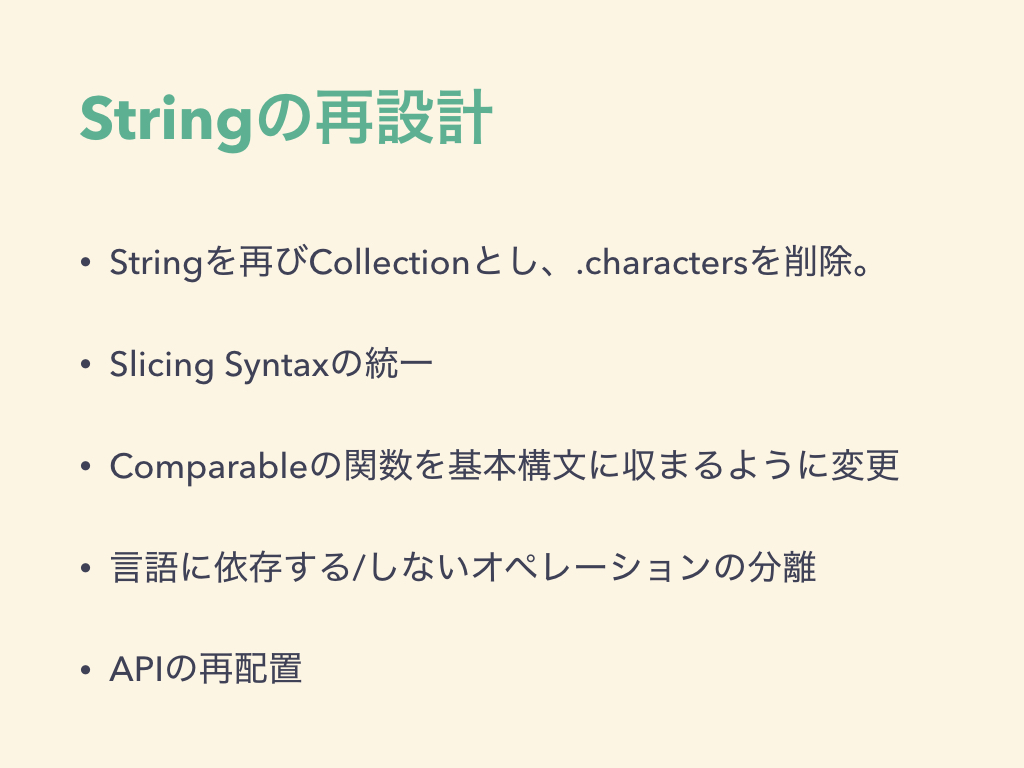 Stringの再設計
• Stringを再びCollectionとし、.charactersを削除。
• Slicing Syntaxの統一
• Comparableの関数を基本構文に収まるように変更
• 言語に依存する/しないオペレーションの分離
• APIの再配置